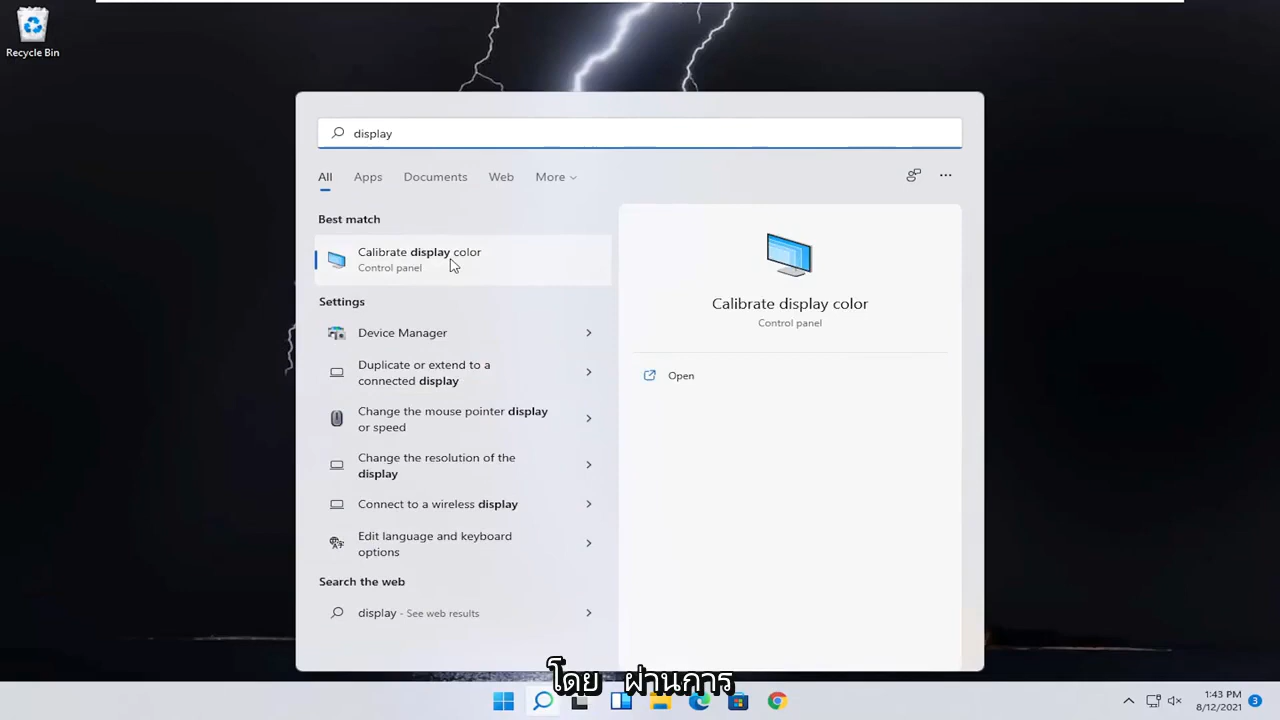 Recycle Bin
display
All Apps Documents Web More
Best match
Calibrate display color
Control panel
Settings
Device Manager
Duplicate or extend to a
connected display
Change the mouse pointer display
or speed
Change the resolution of the
display
Connect to a wireless display
Edit language and keyboard
options
Search the web
display - See web results
Calibrate display color
Control panel
Open
โดย ผ่านการ
1:43 PM
8/12/2021
3